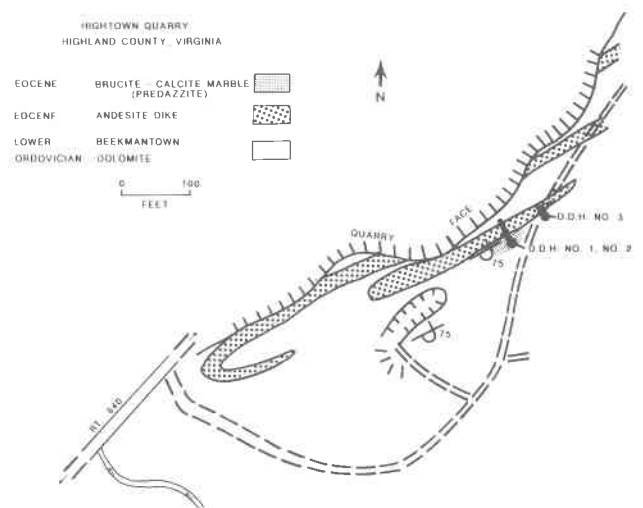 HIGHTOWN QUARRY
HIGHLAND COUNTY, VIRGINIA
EOCENE BRUCITE - CALCITE MARBLE
(PREDAZZITE)
EOCENE ANDESITE DIKE
LOWER BEEKMANTOWN
ORDOVICIAN DOLOMITE
0 100
FEET
N
QUARRY FACE
D.D.H. NO. 3
D.D.H. NO. 1, NO. 2
75
75
RT. 640